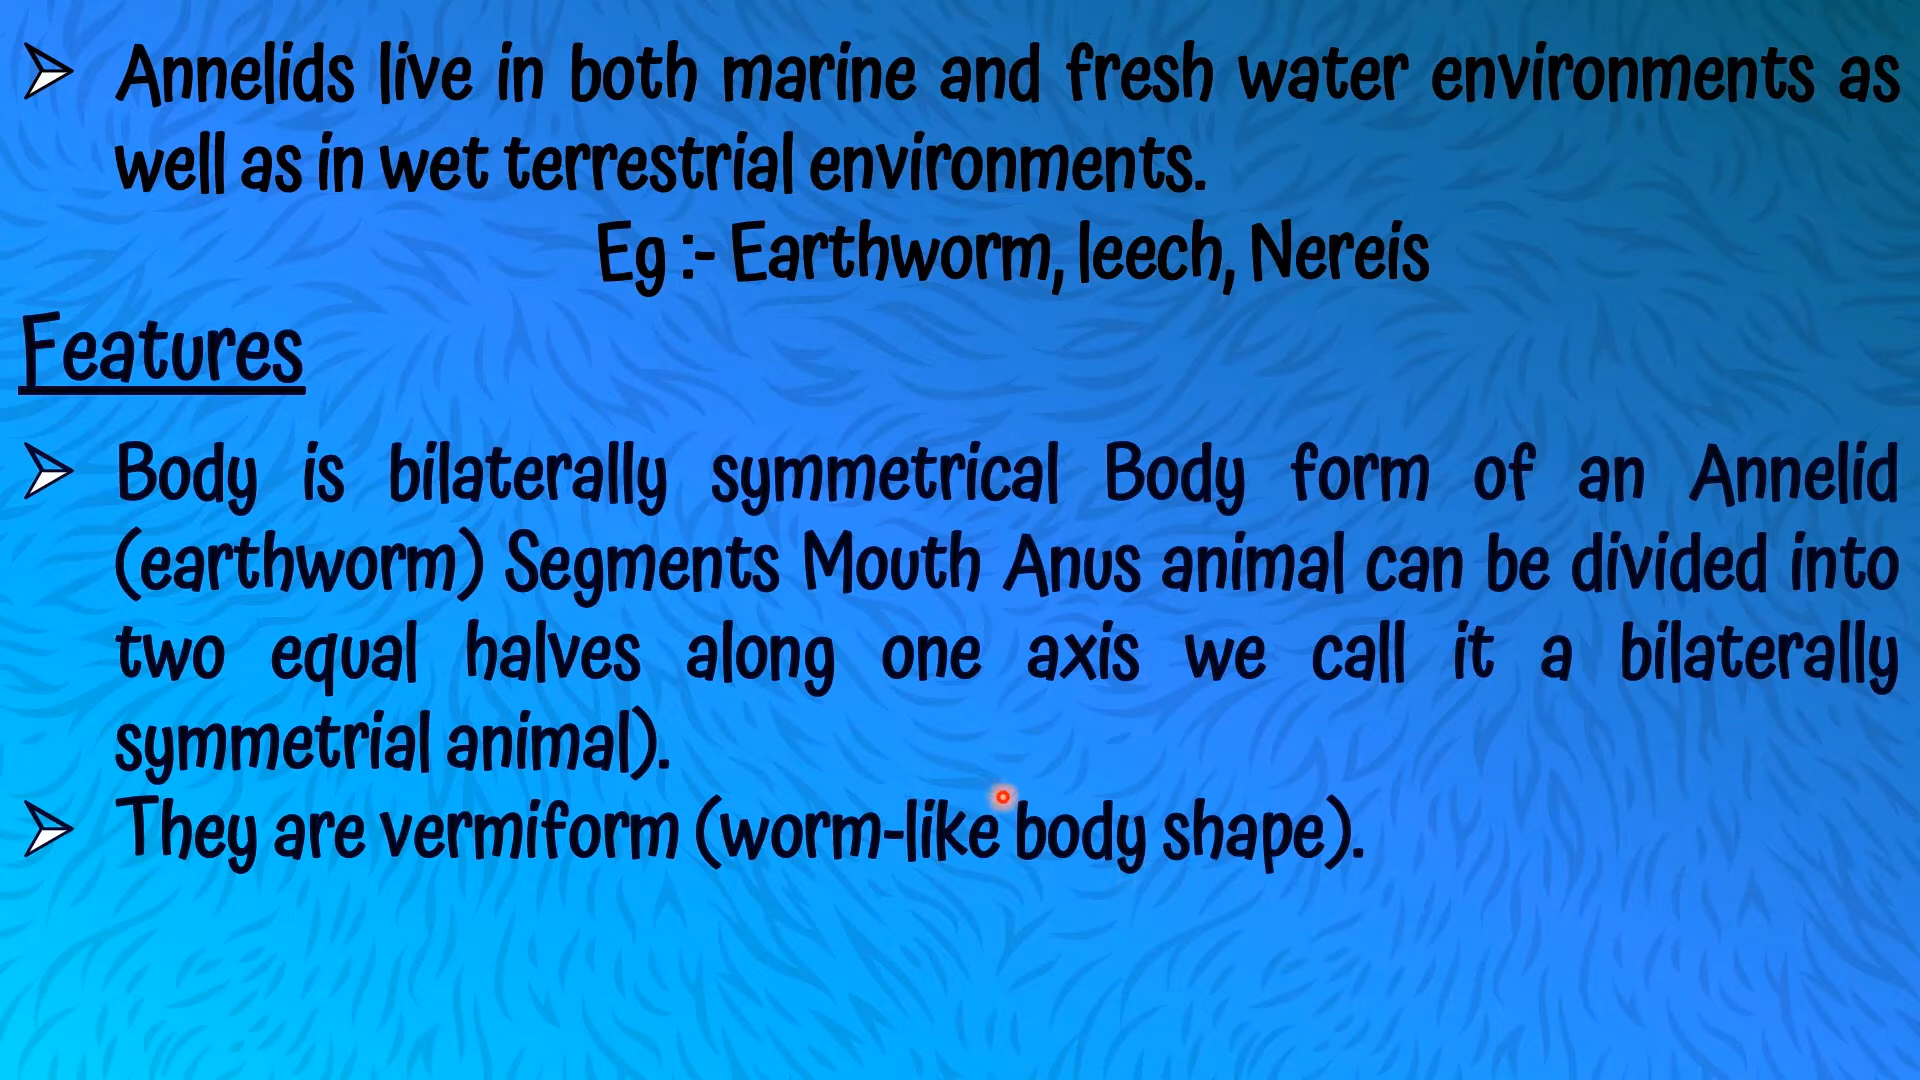 Annelids live in both marine and fresh water environments as
well as in wet terrestrial environments.
Eg :- Earthworm, leech, Nereis
Features
Body is bilaterally symmetrical Body form of an Annelid
(earthworm) Segments Mouth Anus animal can be divided into
two equal halves along one axis we call it a bilaterally
symmetrial animal).
They are vermiform (worm-like body shape).